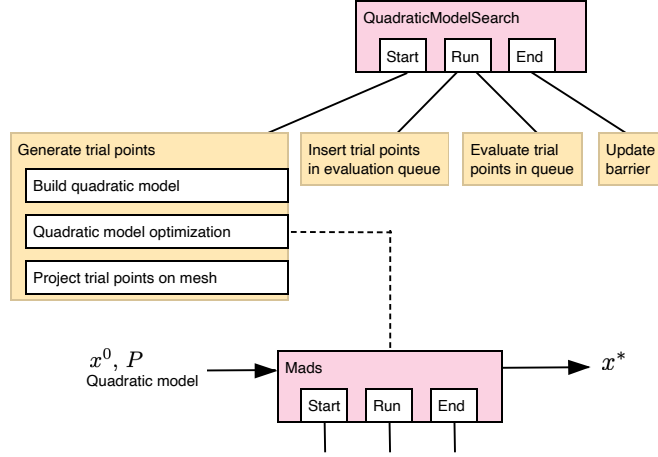 QuadraticModelSearch
Start Run End
Generate trial points
Build quadratic model
Quadratic model optimization
Project trial points on mesh
Insert trial points
in evaluation queue
Evaluate trial
points in queue
Update
barrier
x⁰, P
Quadratic model
Mads
Start Run End
x*